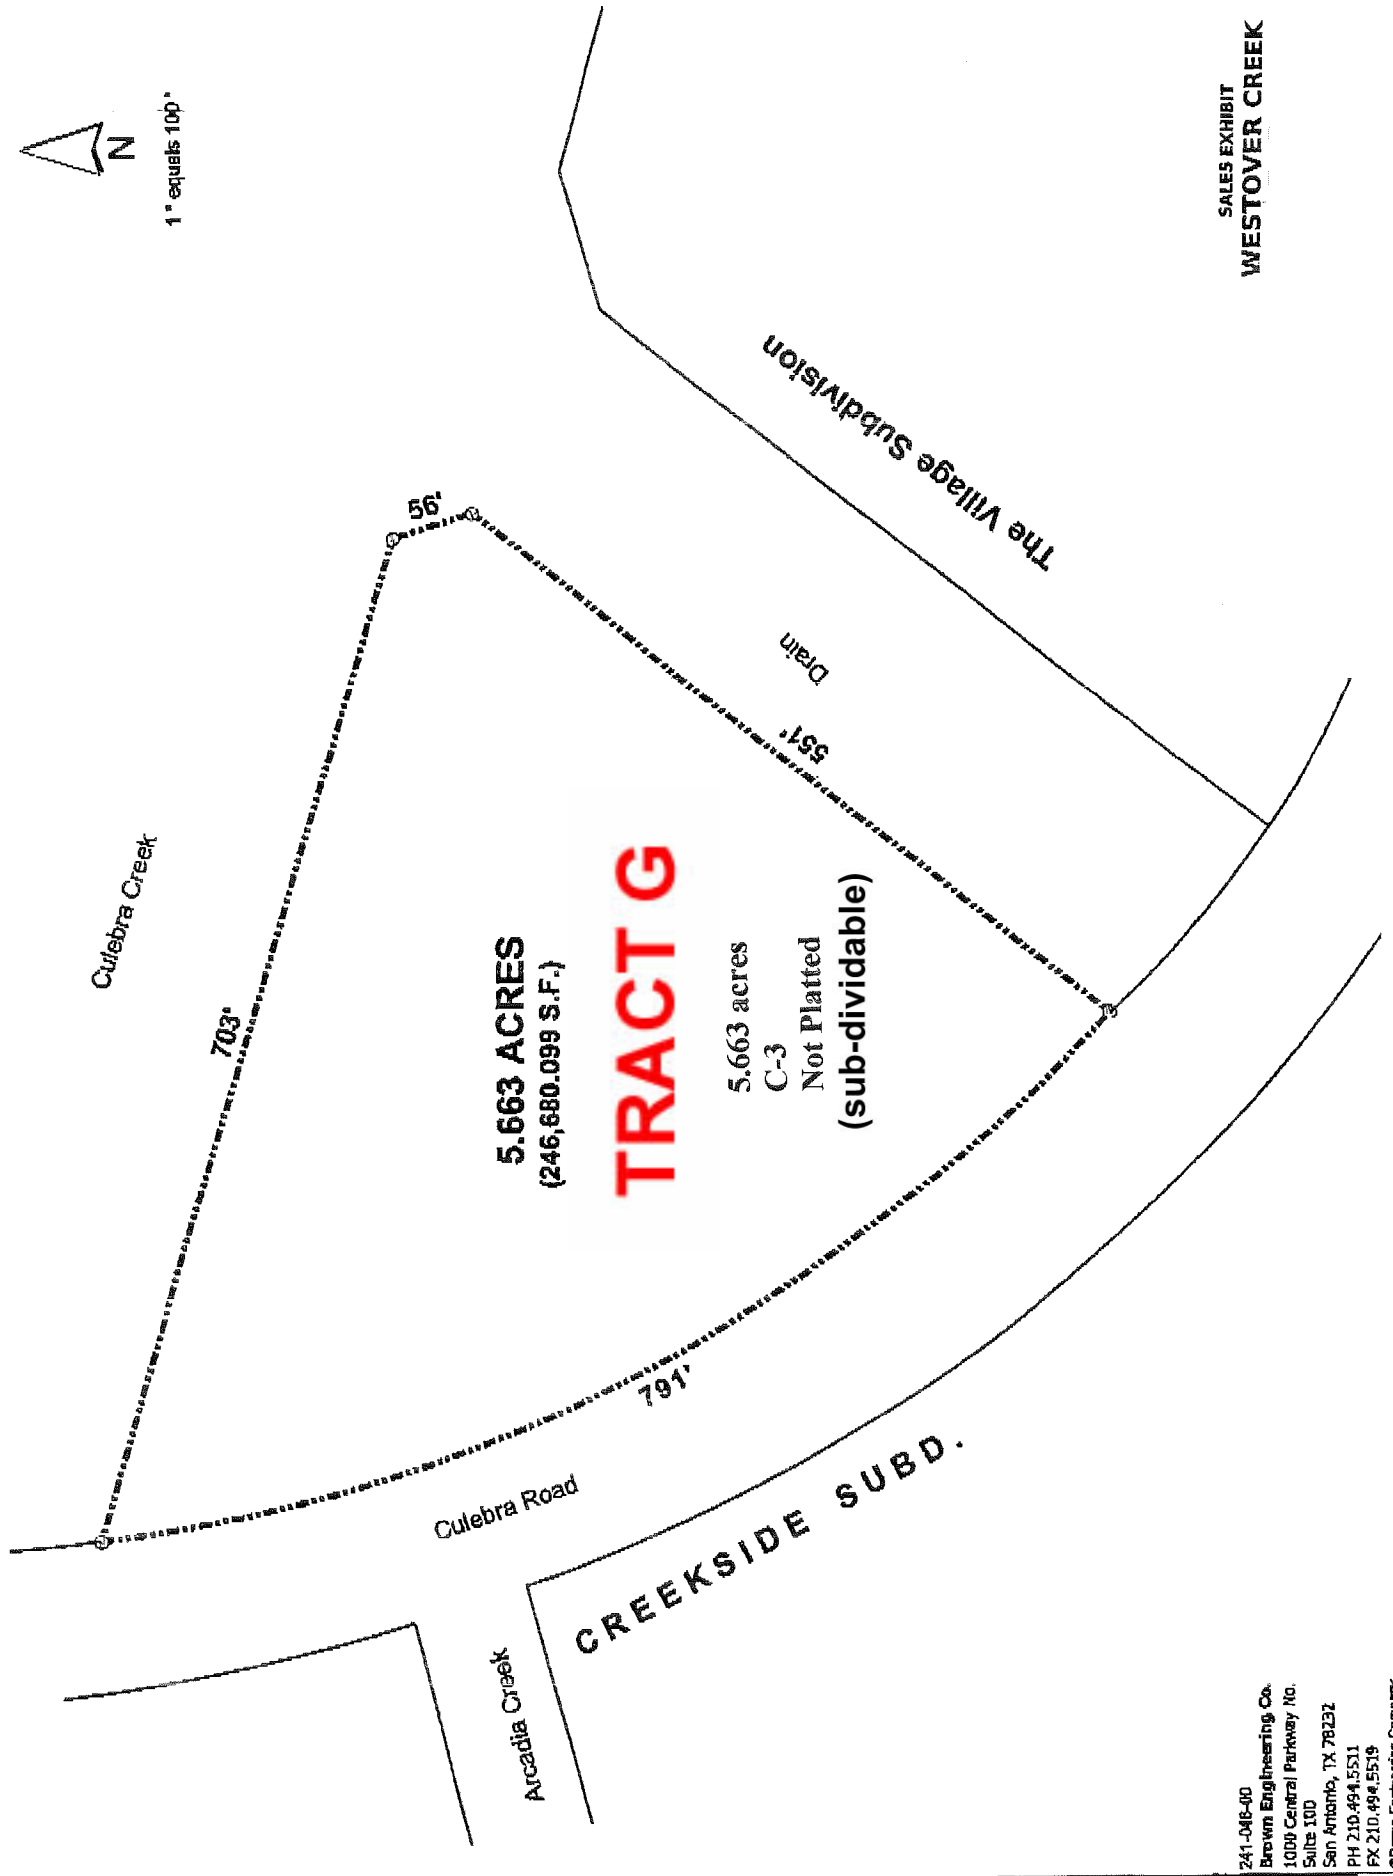 N
1" equals 100'
Culebra Creek
703'
56'
5.663 ACRES
(246,680.099 S.F.)
TRACT G
5.663 acres
C-3
Not Platted
(sub-dividable)
551'
Drain
The Village Subdivision
791'
Culebra Road
Arcadia Creek
CREEKSIDE SUBD.
SALES EXHIBIT
WESTOVER CREEK
241-046-00
Brown Engineering Co.
1000 Central Parkway No.
Suite 100
San Antonio, TX 78232
PH 210.494.5511
FX 210.494.5519